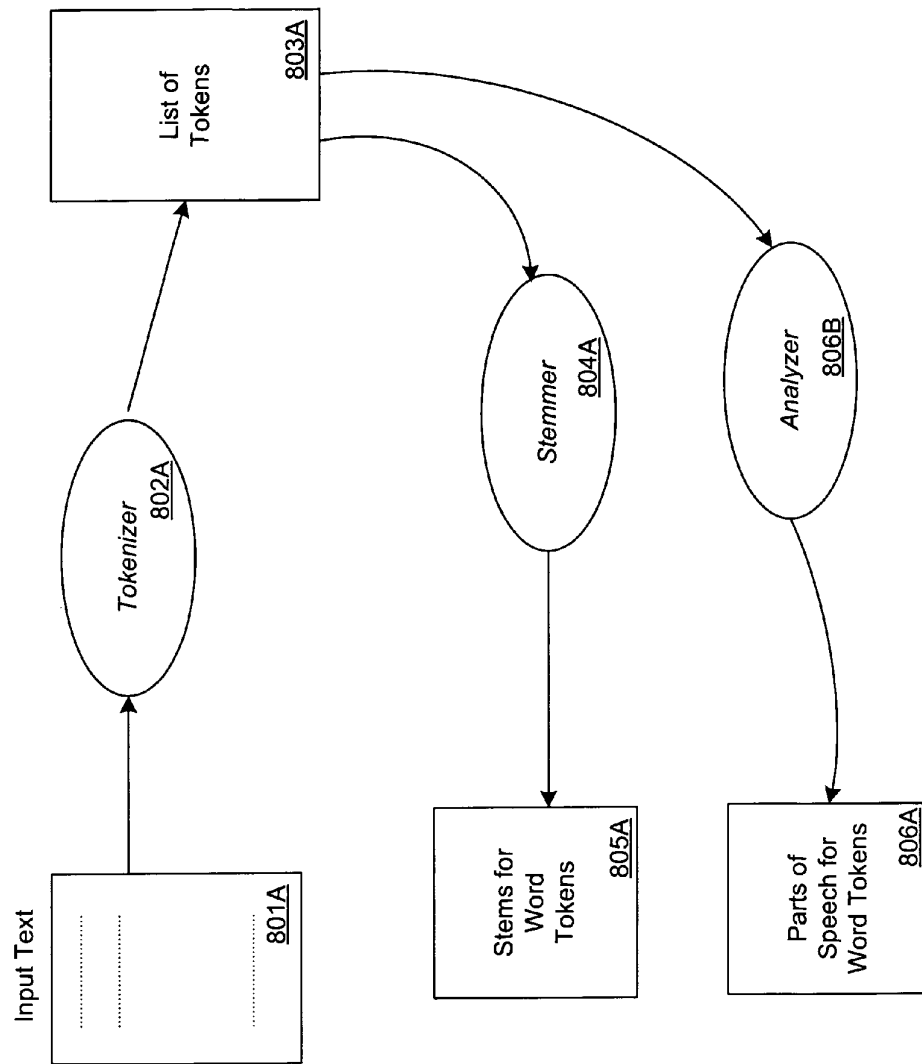 Input Text
801A
Tokenizer
802A
List of
Tokens
803A
Stemmer
804A
Stems for
Word
Tokens
805A
Analyzer
806B
Parts of
Speech for
Word Tokens
806A